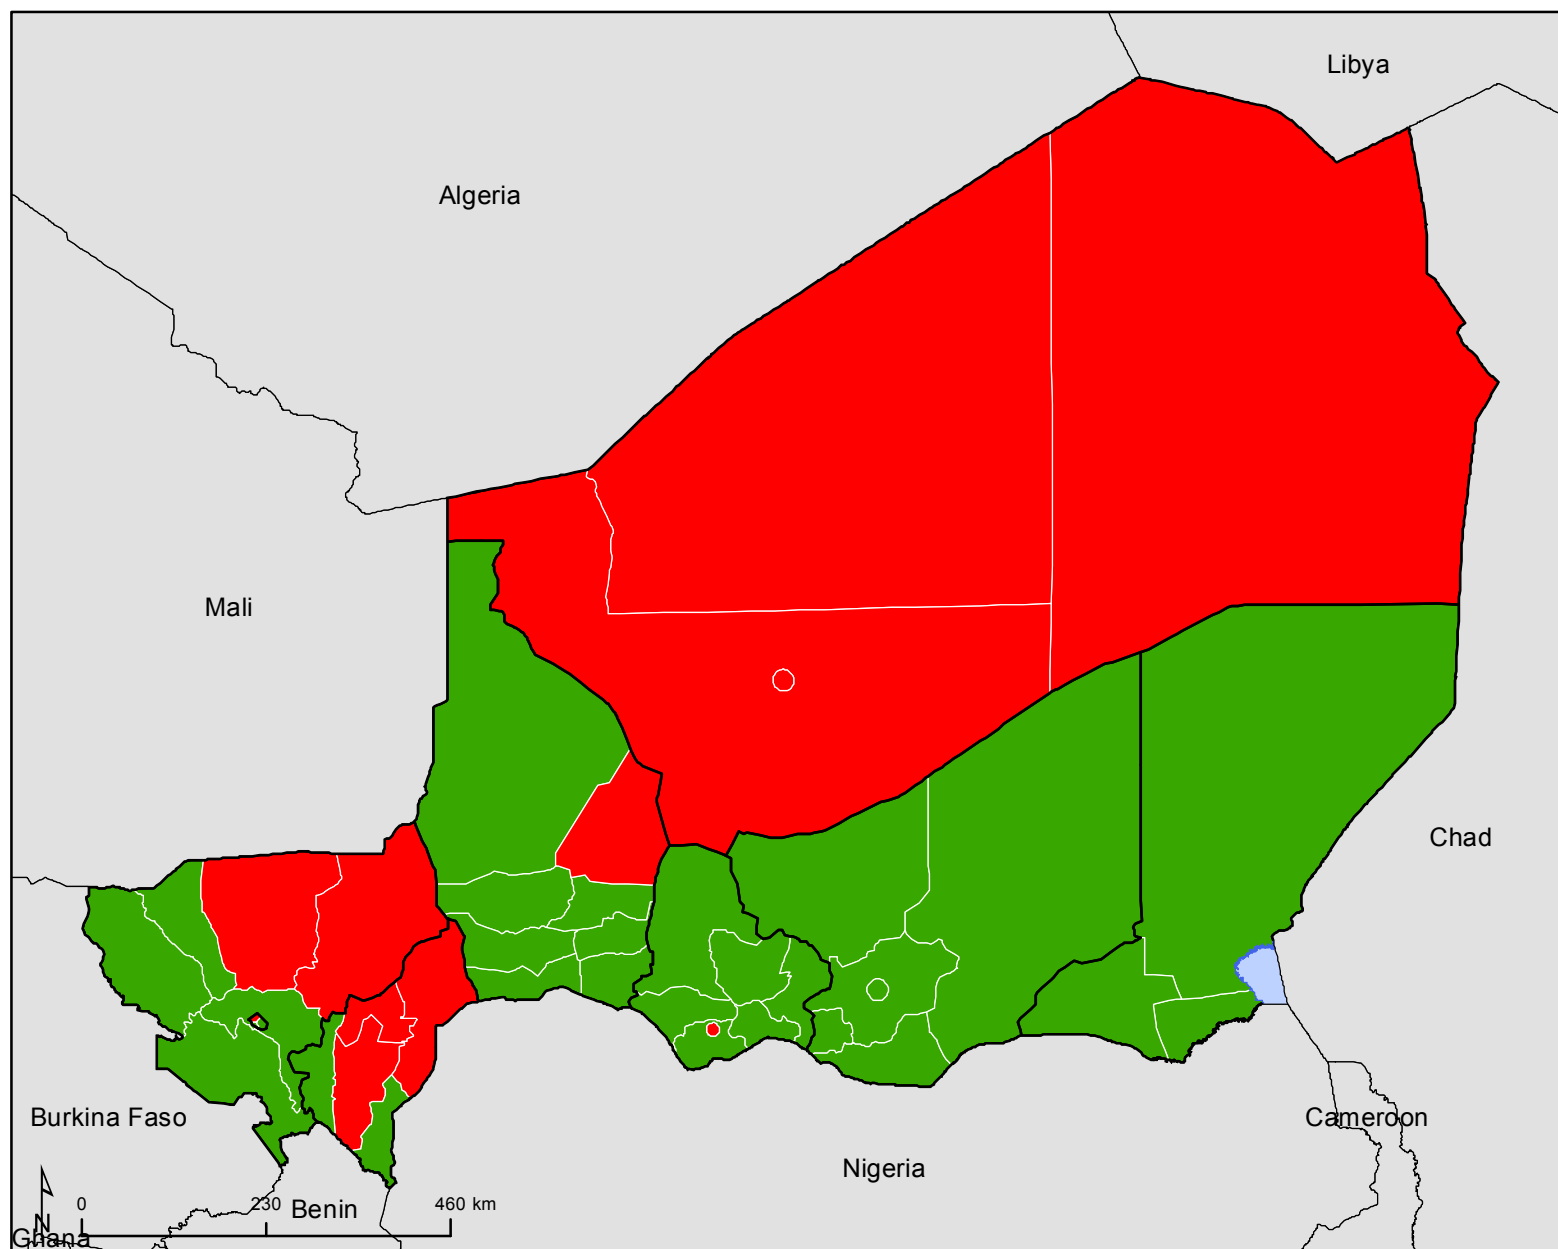 Libya
Algeria
Mali
Chad
Burkina Faso
Cameroon
Nigeria
0 230 460 km
Benin
N
Ghana